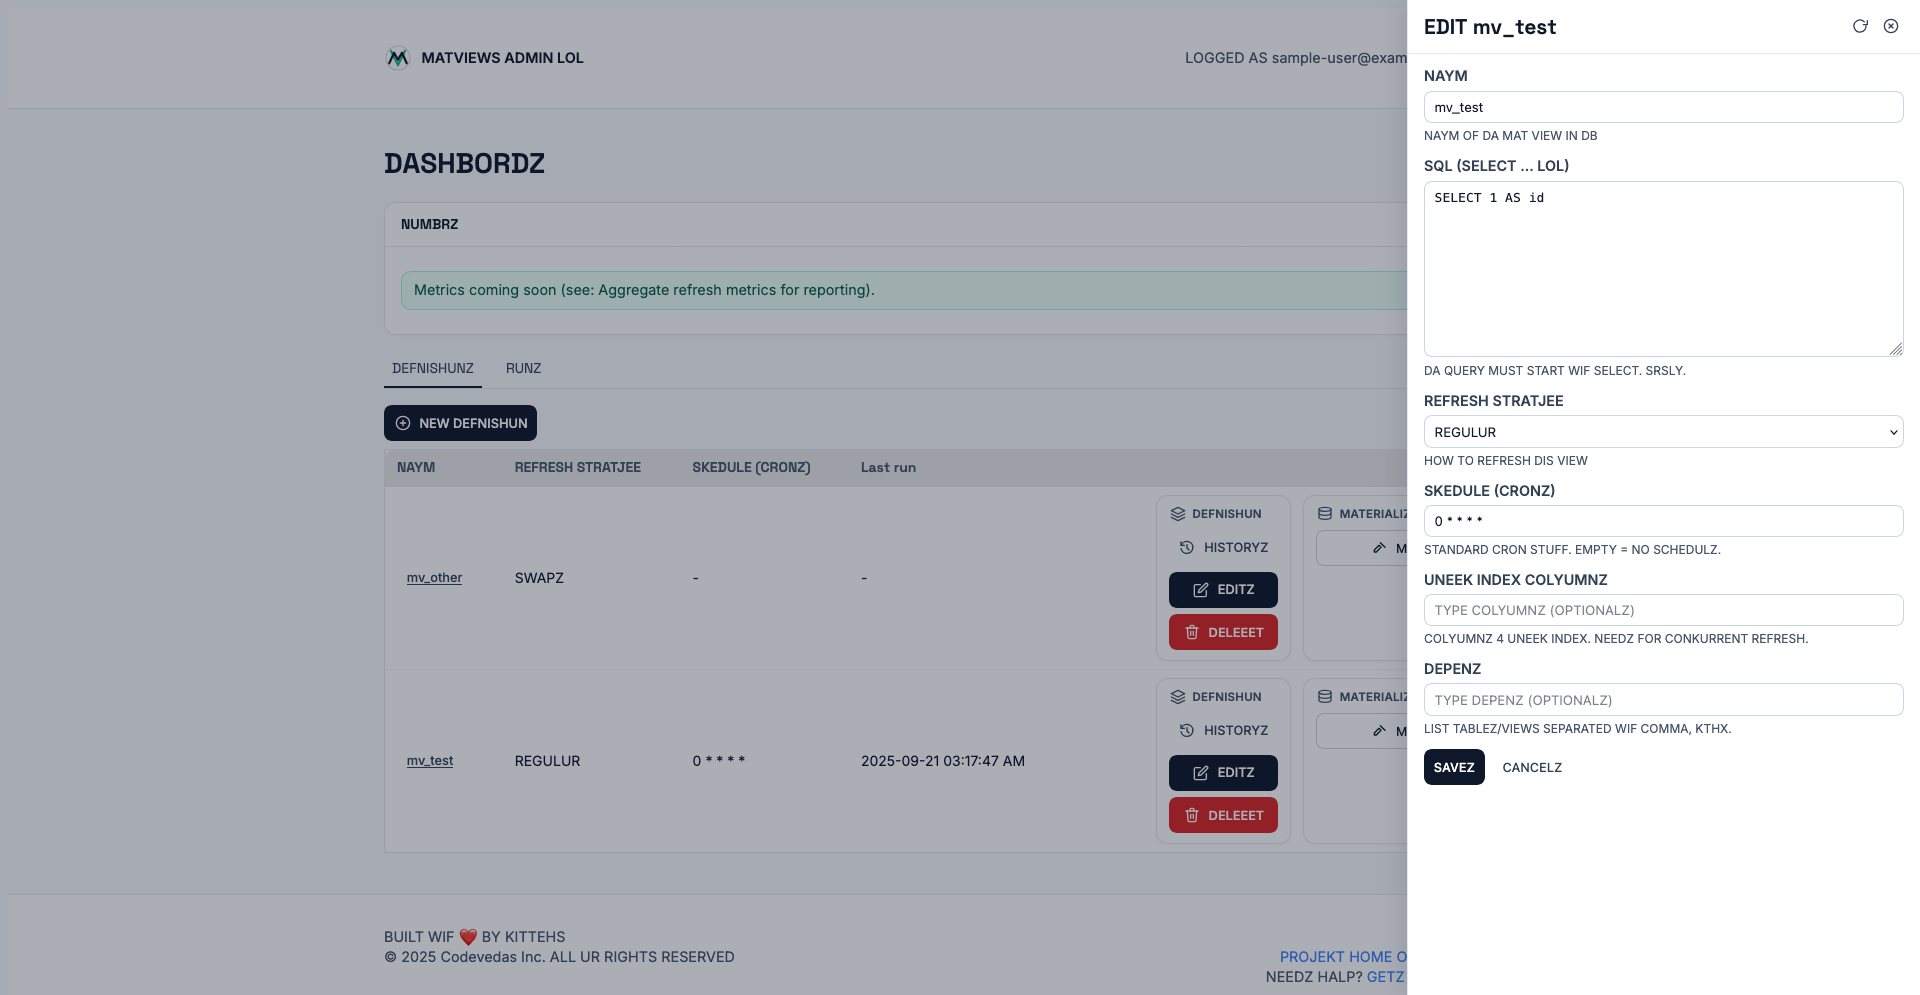 MATVIEWS ADMIN LOL
LOGGED AS sample-user@exam
DASHBORDZ
NUMBRZ
Metrics coming soon (see: Aggregate refresh metrics for reporting).
DEFNISHUNZ
RUNZ
NEW DEFNISHUN
NAYM
REFRESH STRATJEE
SKEDULE (CRONZ)
Last run
mv_other
SWAPZ
-
-
DEFNISHUN
HISTORYZ
EDITZ
DELEEET
MATERIALIZ
M
mv_test
REGULUR
0 * * * *
2025-09-21 03:17:47 AM
DEFNISHUN
HISTORYZ
EDITZ
DELEEET
MATERIALIZ
M
BUILT WIF ❤️ BY KITTEHS
© 2025 Codevedas Inc. ALL UR RIGHTS RESERVED
PROJEKT HOME O
NEEDZ HALP? GETZ
EDIT mv_test
NAYM
mv_test
NAYM OF DA MAT VIEW IN DB
SQL (SELECT ... LOL)
SELECT 1 AS id
DA QUERY MUST START WIF SELECT. SRSLY.
REFRESH STRATJEE
REGULUR
HOW TO REFRESH DIS VIEW
SKEDULE (CRONZ)
0 * * * *
STANDARD CRON STUFF. EMPTY = NO SCHEDULZ.
UNEEK INDEX COLYUMNZ
TYPE COLYUMNZ (OPTIONALZ)
COLYUMNZ 4 UNEEK INDEX. NEEDZ FOR CONKURRENT REFRESH.
DEPENZ
TYPE DEPENZ (OPTIONALZ)
LIST TABLEZ/VIEWS SEPARATED WIF COMMA, KTHX.
SAVEZ
CANCELZ